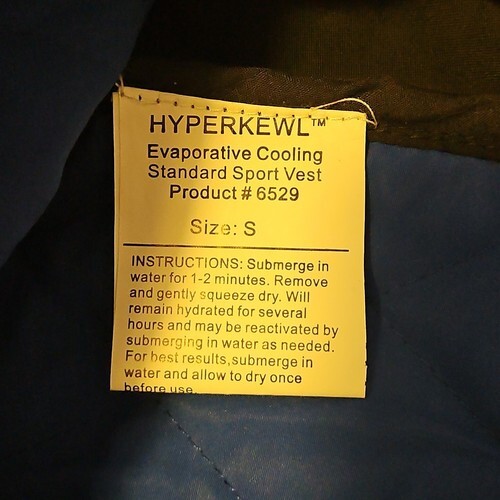 HYPERKEWL™
Evaporative Cooling
Standard Sport Vest
Product # 6529
Size: S
INSTRUCTIONS: Submerge in
water for 1-2 minutes. Remove
and gently squeeze dry. Will
remain hydrated for several
hours and may be reactivated by
submerging in water as needed.
For best results,submerge in
water and allow to dry once
before use.